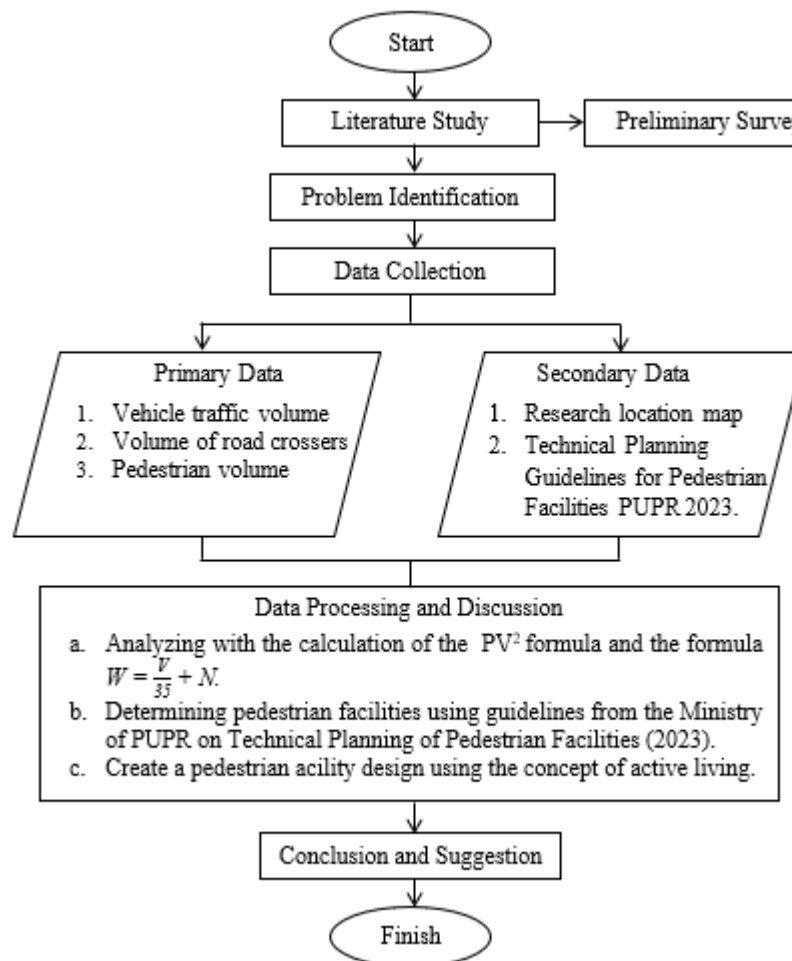 Start
Literature Study
Preliminary Surve
Problem Identification
Data Collection
Primary Data
1. Vehicle traffic volume
2. Volume of road crossers
3. Pedestrian volume
Secondary Data
1. Research location map
2. Technical Planning
Guidelines for Pedestrian
Facilities PUPR 2023.
Data Processing and Discussion
a. Analyzing with the calculation of the PV² formula and the formula
W = V/35 + N.
b. Determining pedestrian facilities using guidelines from the Ministry
of PUPR on Technical Planning of Pedestrian Facilities (2023).
c. Create a pedestrian acility design using the concept of active living.
Conclusion and Suggestion
Finish